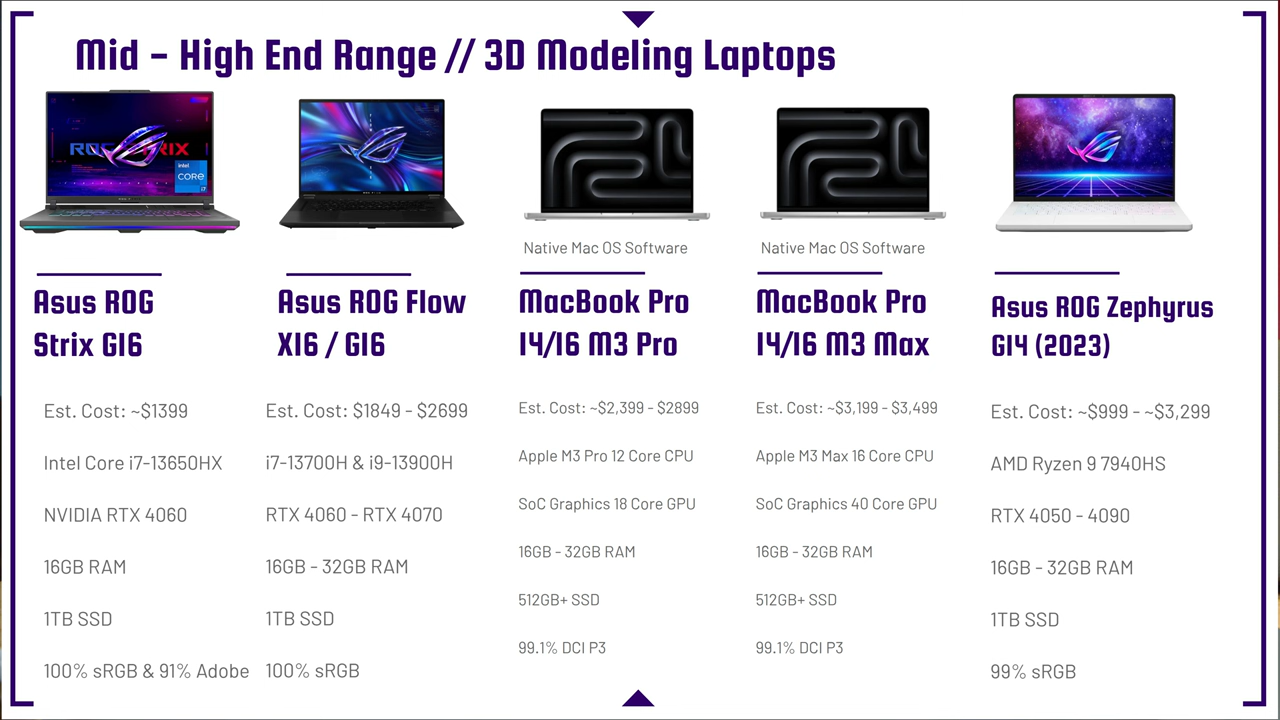 Mid - High End Range // 3D Modeling Laptops
intel
CORE
i7
Native Mac OS Software
Native Mac OS Software
Asus ROG
Strix G16
Est. Cost: ~$1399
Intel Core i7-13650HX
NVIDIA RTX 4060
16GB RAM
1TB SSD
100% sRGB & 91% Adobe
Asus ROG Flow
X16 / G16
Est. Cost: $1849 - $2699
i7-13700H & i9-13900H
RTX 4060 - RTX 4070
16GB - 32GB RAM
1TB SSD
100% sRGB
MacBook Pro
14/16 M3 Pro
Est. Cost: ~$2,399 - $2899
Apple M3 Pro 12 Core CPU
SoC Graphics 18 Core GPU
16GB - 32GB RAM
512GB+ SSD
99.1% DCI P3
MacBook Pro
14/16 M3 Max
Est. Cost: ~$3,199 - $3,499
Apple M3 Max 16 Core CPU
SoC Graphics 40 Core GPU
16GB - 32GB RAM
512GB+ SSD
99.1% DCI P3
Asus ROG Zephyrus
G14 (2023)
Est. Cost: ~$999 - ~$3,299
AMD Ryzen 9 7940HS
RTX 4050 - 4090
16GB - 32GB RAM
1TB SSD
99% sRGB